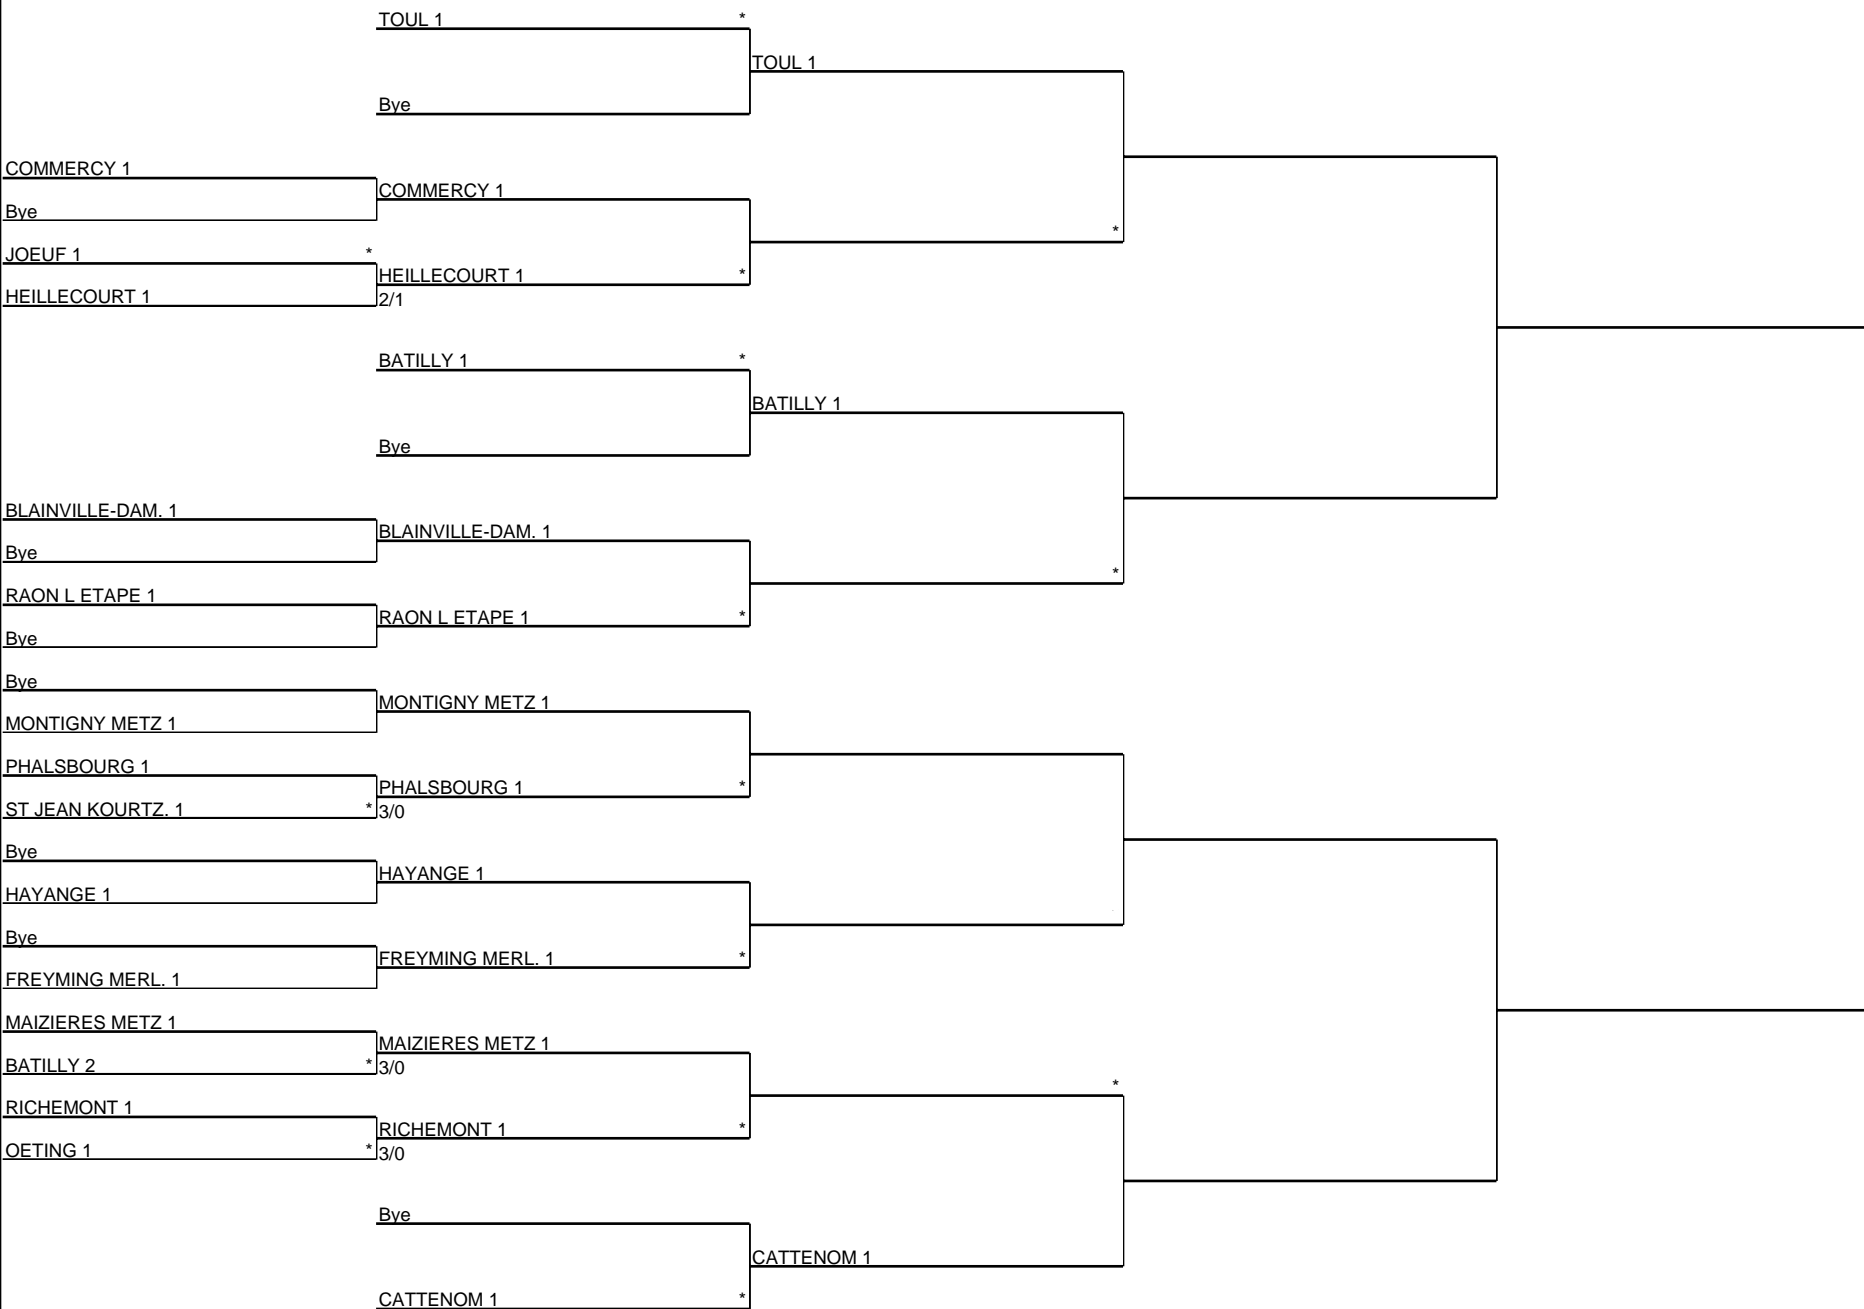 TOUL 1 *
TOUL 1
Bye
COMMERCY 1
COMMERCY 1
Bye
*
JOEUF 1 *
HEILLECOURT 1 *
HEILLECOURT 1
2/1
BATILLY 1 *
BATILLY 1
Bye
BLAINVILLE-DAM. 1
BLAINVILLE-DAM. 1
Bye
*
RAON L ETAPE 1
RAON L ETAPE 1 *
Bye
Bye
MONTIGNY METZ 1
MONTIGNY METZ 1
PHALSBOURG 1
PHALSBOURG 1 *
ST JEAN KOURTZ. 1 *
3/0
Bye
HAYANGE 1
HAYANGE 1
Bye
FREYMING MERL. 1 *
FREYMING MERL. 1
MAIZIERES METZ 1
MAIZIERES METZ 1
BATILLY 2 *
3/0
*
RICHEMONT 1
RICHEMONT 1 *
OETING 1 *
3/0
Bye
CATTENOM 1
CATTENOM 1 *